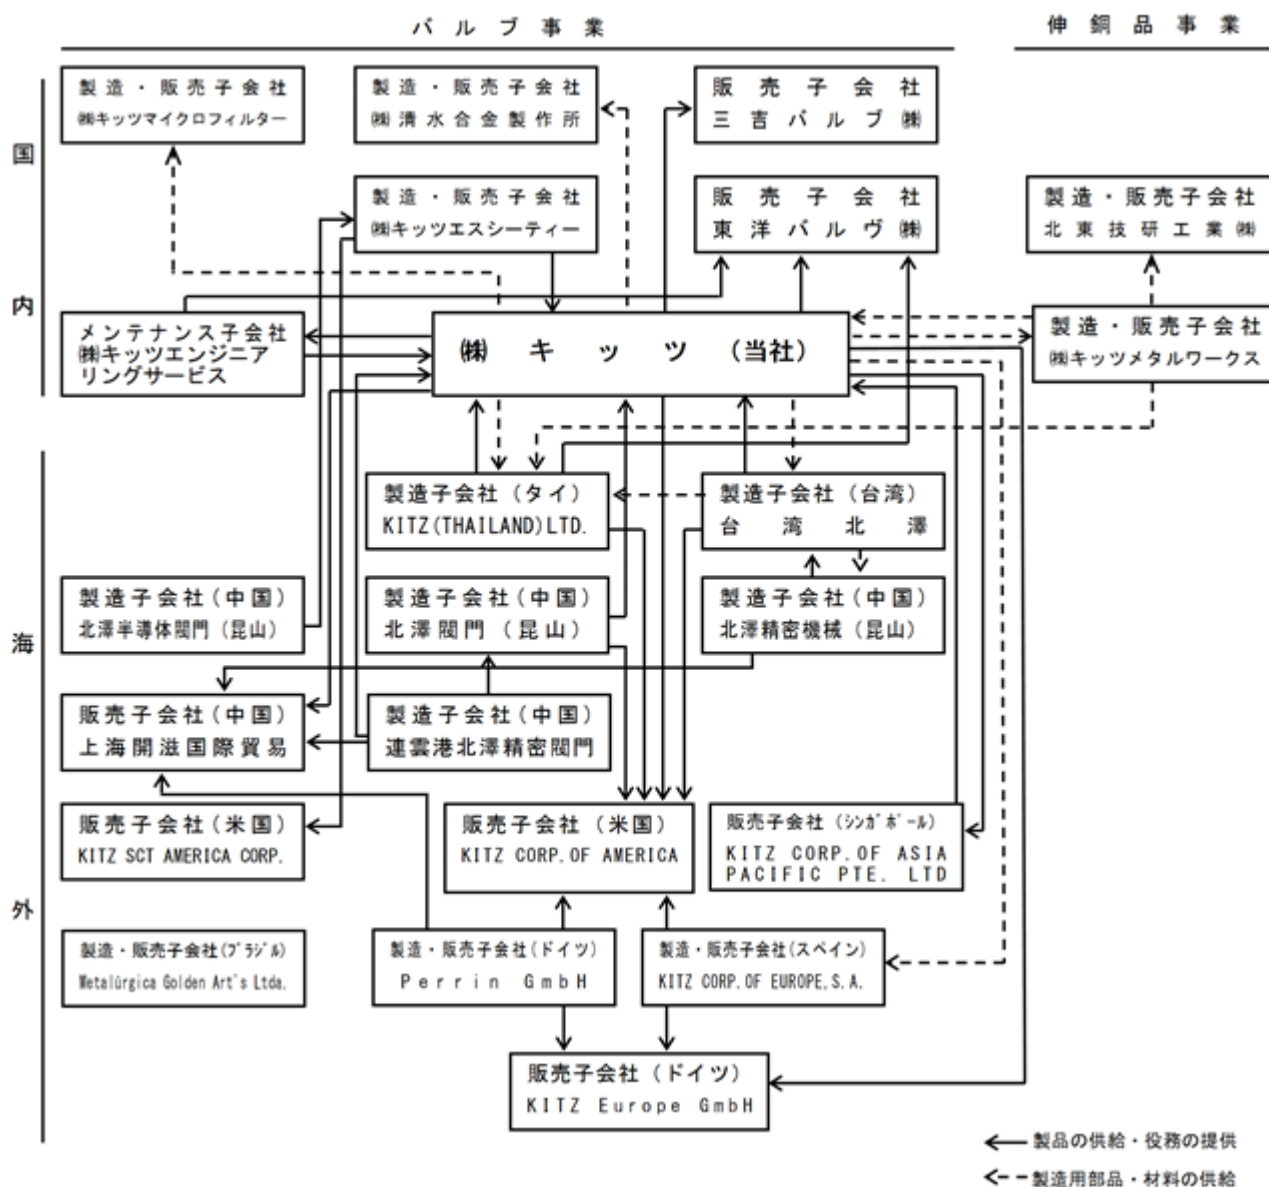 バルブ事業
伸銅品事業
国内
製造・販売子会社
㈱キッツマイクロフィルター
製造・販売子会社
㈱清水合金製作所
販売子会社
三吉バルブ㈱
製造・販売子会社
㈱キッツエスシーティー
販売子会社
東洋バルヴ㈱
製造・販売子会社
北東技研工業㈱
メンテナンス子会社
㈱キッツエンジニア
リングサービス
㈱キッツ(当社)
製造・販売子会社
㈱キッツメタルワークス
海外
製造子会社(タイ)
KITZ(THAILAND)LTD.
製造子会社(台湾)
台湾北澤
製造子会社(中国)
北澤半導体閥門(昆山)
製造子会社(中国)
北澤閥門(昆山)
製造子会社(中国)
北澤精密機械(昆山)
販売子会社(中国)
上海開滋国際貿易
製造子会社(中国)
連雲港北澤精密閥門
販売子会社(米国)
KITZ SCT AMERICA CORP.
販売子会社(米国)
KITZ CORP.OF AMERICA
販売子会社(ｼﾝｶﾞﾎﾟｰﾙ)
KITZ CORP.OF ASIA
PACIFIC PTE. LTD
製造・販売子会社(ﾌﾞﾗｼﾞﾙ)
Metalúrgica Golden Art's Ltda.
製造・販売子会社(ドイツ)
Perrin GmbH
製造・販売子会社(スペイン)
KITZ CORP.OF EUROPE,S.A.
販売子会社(ドイツ)
KITZ Europe GmbH
製品の供給・役務の提供
製造用部品・材料の供給